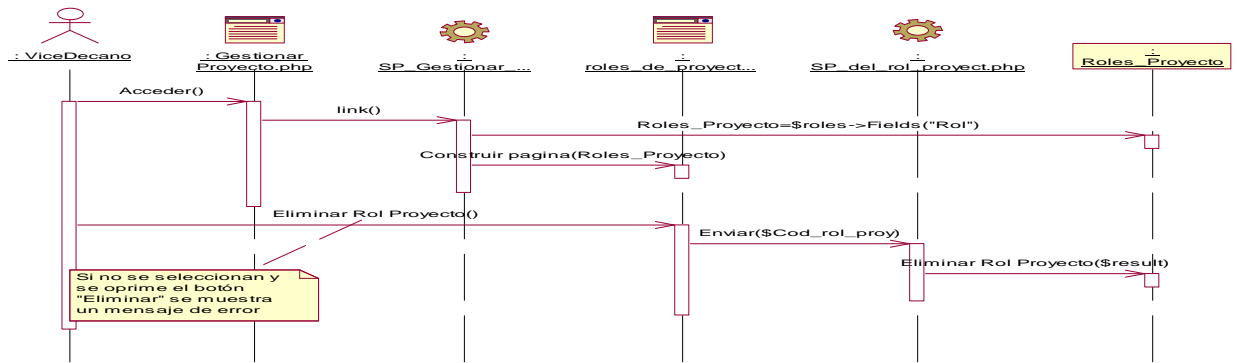 : ViceDecano
: Gestionar
Proyecto.php
:
SP_Gestionar_...
:
roles_de_proyect...
:
SP_del_rol_proyect.php
:
Roles_Proyecto
Acceder()
link()
Roles_Proyecto=$roles->Fields("Rol")
Construir pagina(Roles_Proyecto)
Eliminar Rol Proyecto()
Enviar($Cod_rol_proy)
Eliminar Rol Proyecto($result)
Si no se seleccionan y
se oprime el botón
"Eliminar" se muestra
un mensaje de error